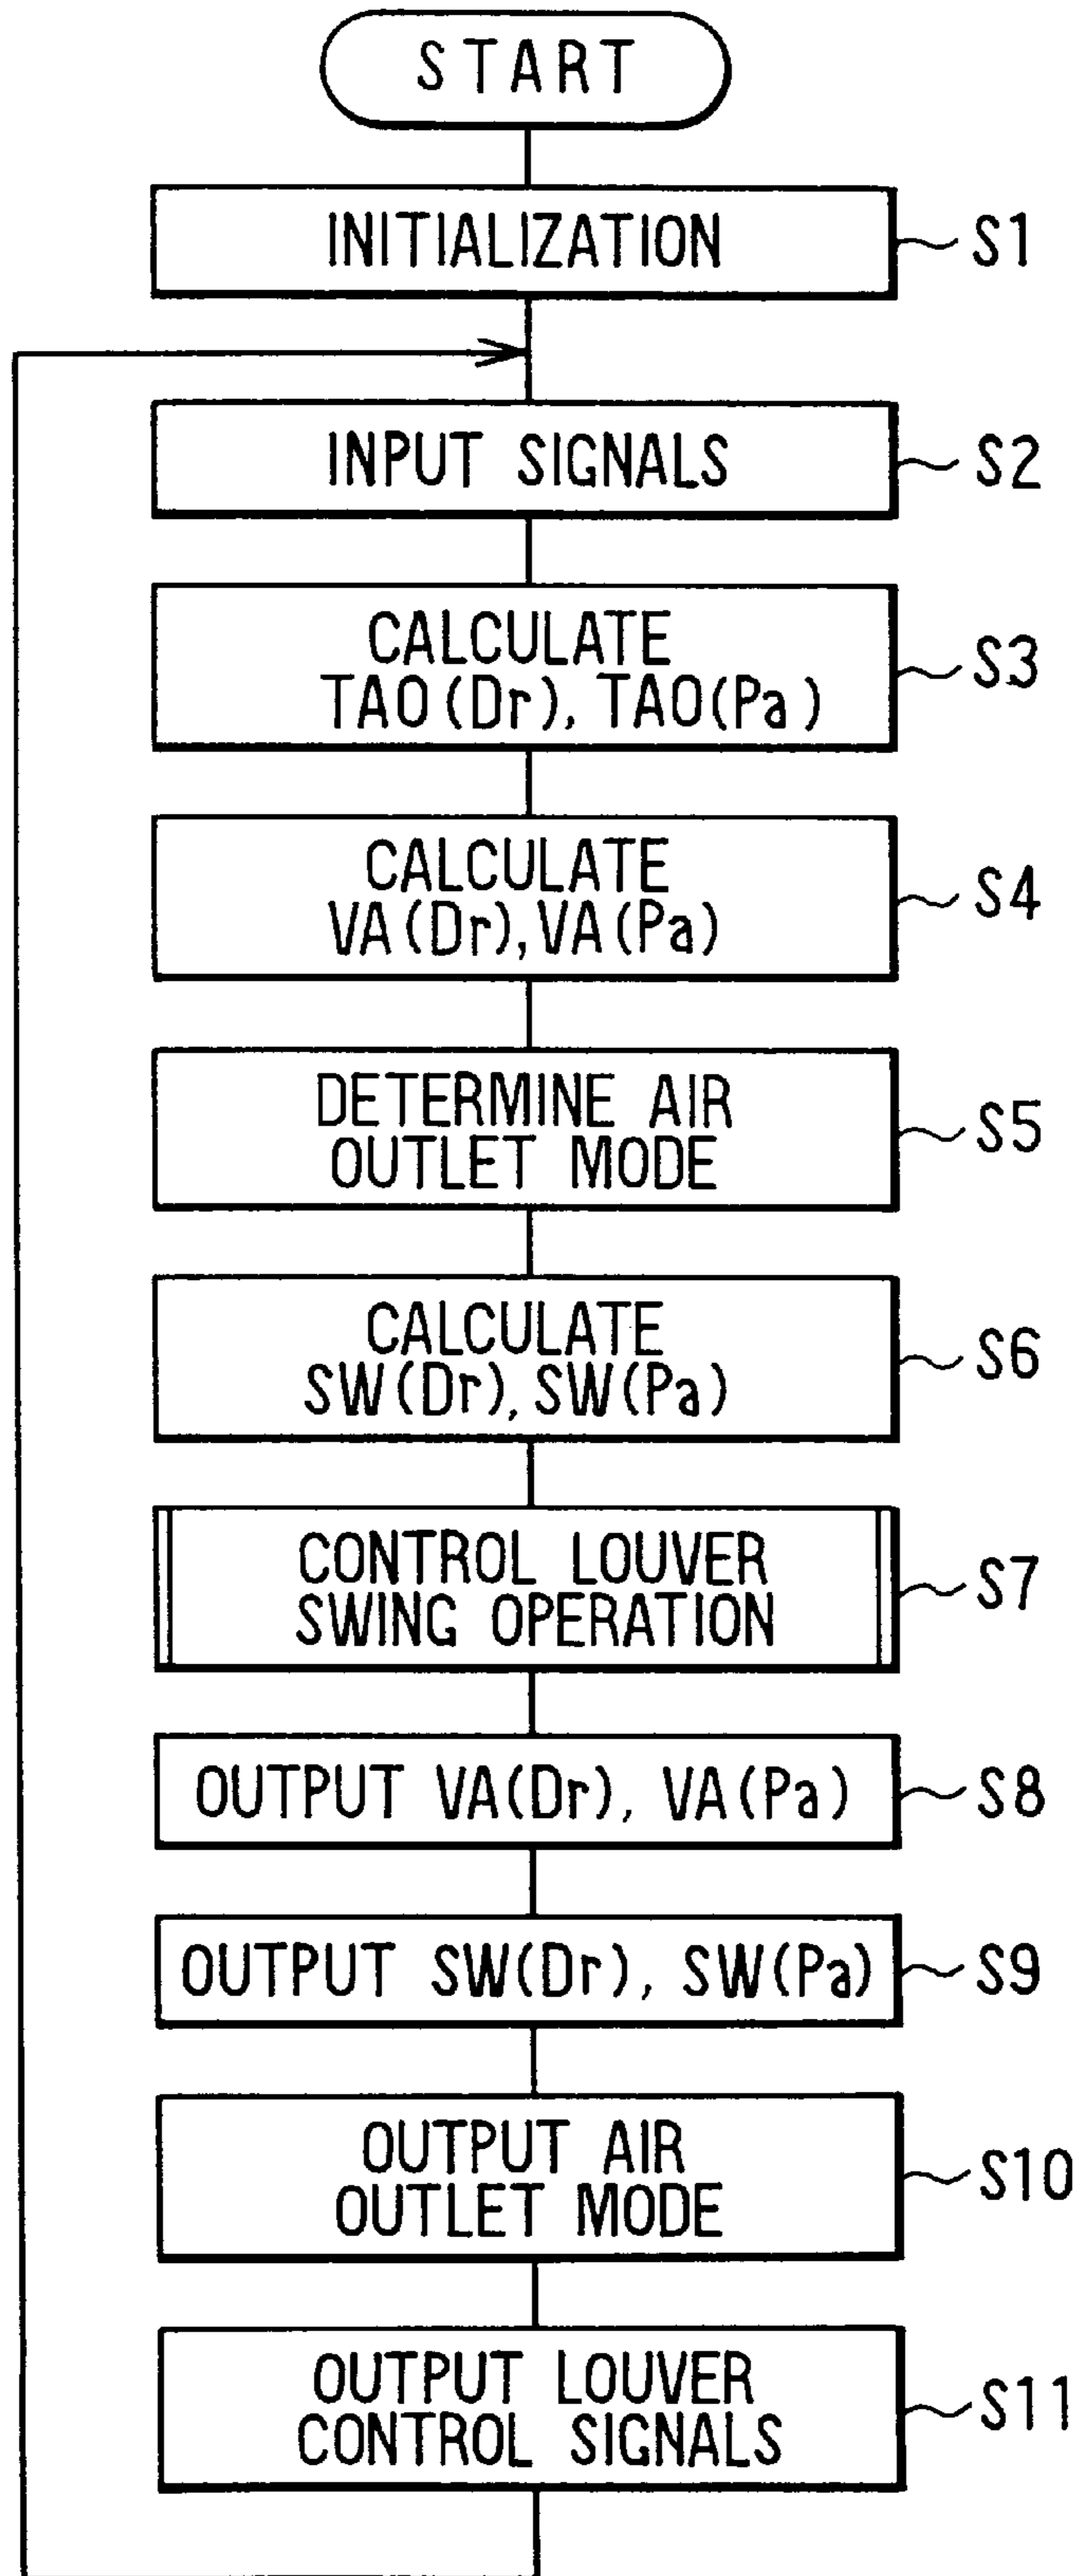 START
INITIALIZATION
S1
INPUT SIGNALS
S2
CALCULATE
TAO(Dr), TAO(Pa)
S3
CALCULATE
VA(Dr), VA(Pa)
S4
DETERMINE AIR
OUTLET MODE
S5
CALCULATE
SW(Dr), SW(Pa)
S6
CONTROL LOUVER
SWING OPERATION
S7
OUTPUT VA(Dr), VA(Pa)
S8
OUTPUT SW(Dr), SW(Pa)
S9
OUTPUT AIR
OUTLET MODE
S10
OUTPUT LOUVER
CONTROL SIGNALS
S11